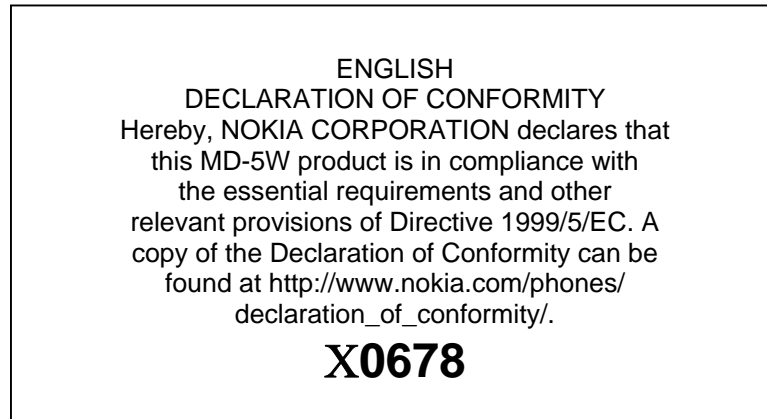 ENGLISH
DECLARATION OF CONFORMITY
Hereby, NOKIA CORPORATION declares that
this MD-5W product is in compliance with
the essential requirements and other
relevant provisions of Directive 1999/5/EC. A
copy of the Declaration of Conformity can be
found at http://www.nokia.com/phones/
declaration_of_conformity/.
X0678